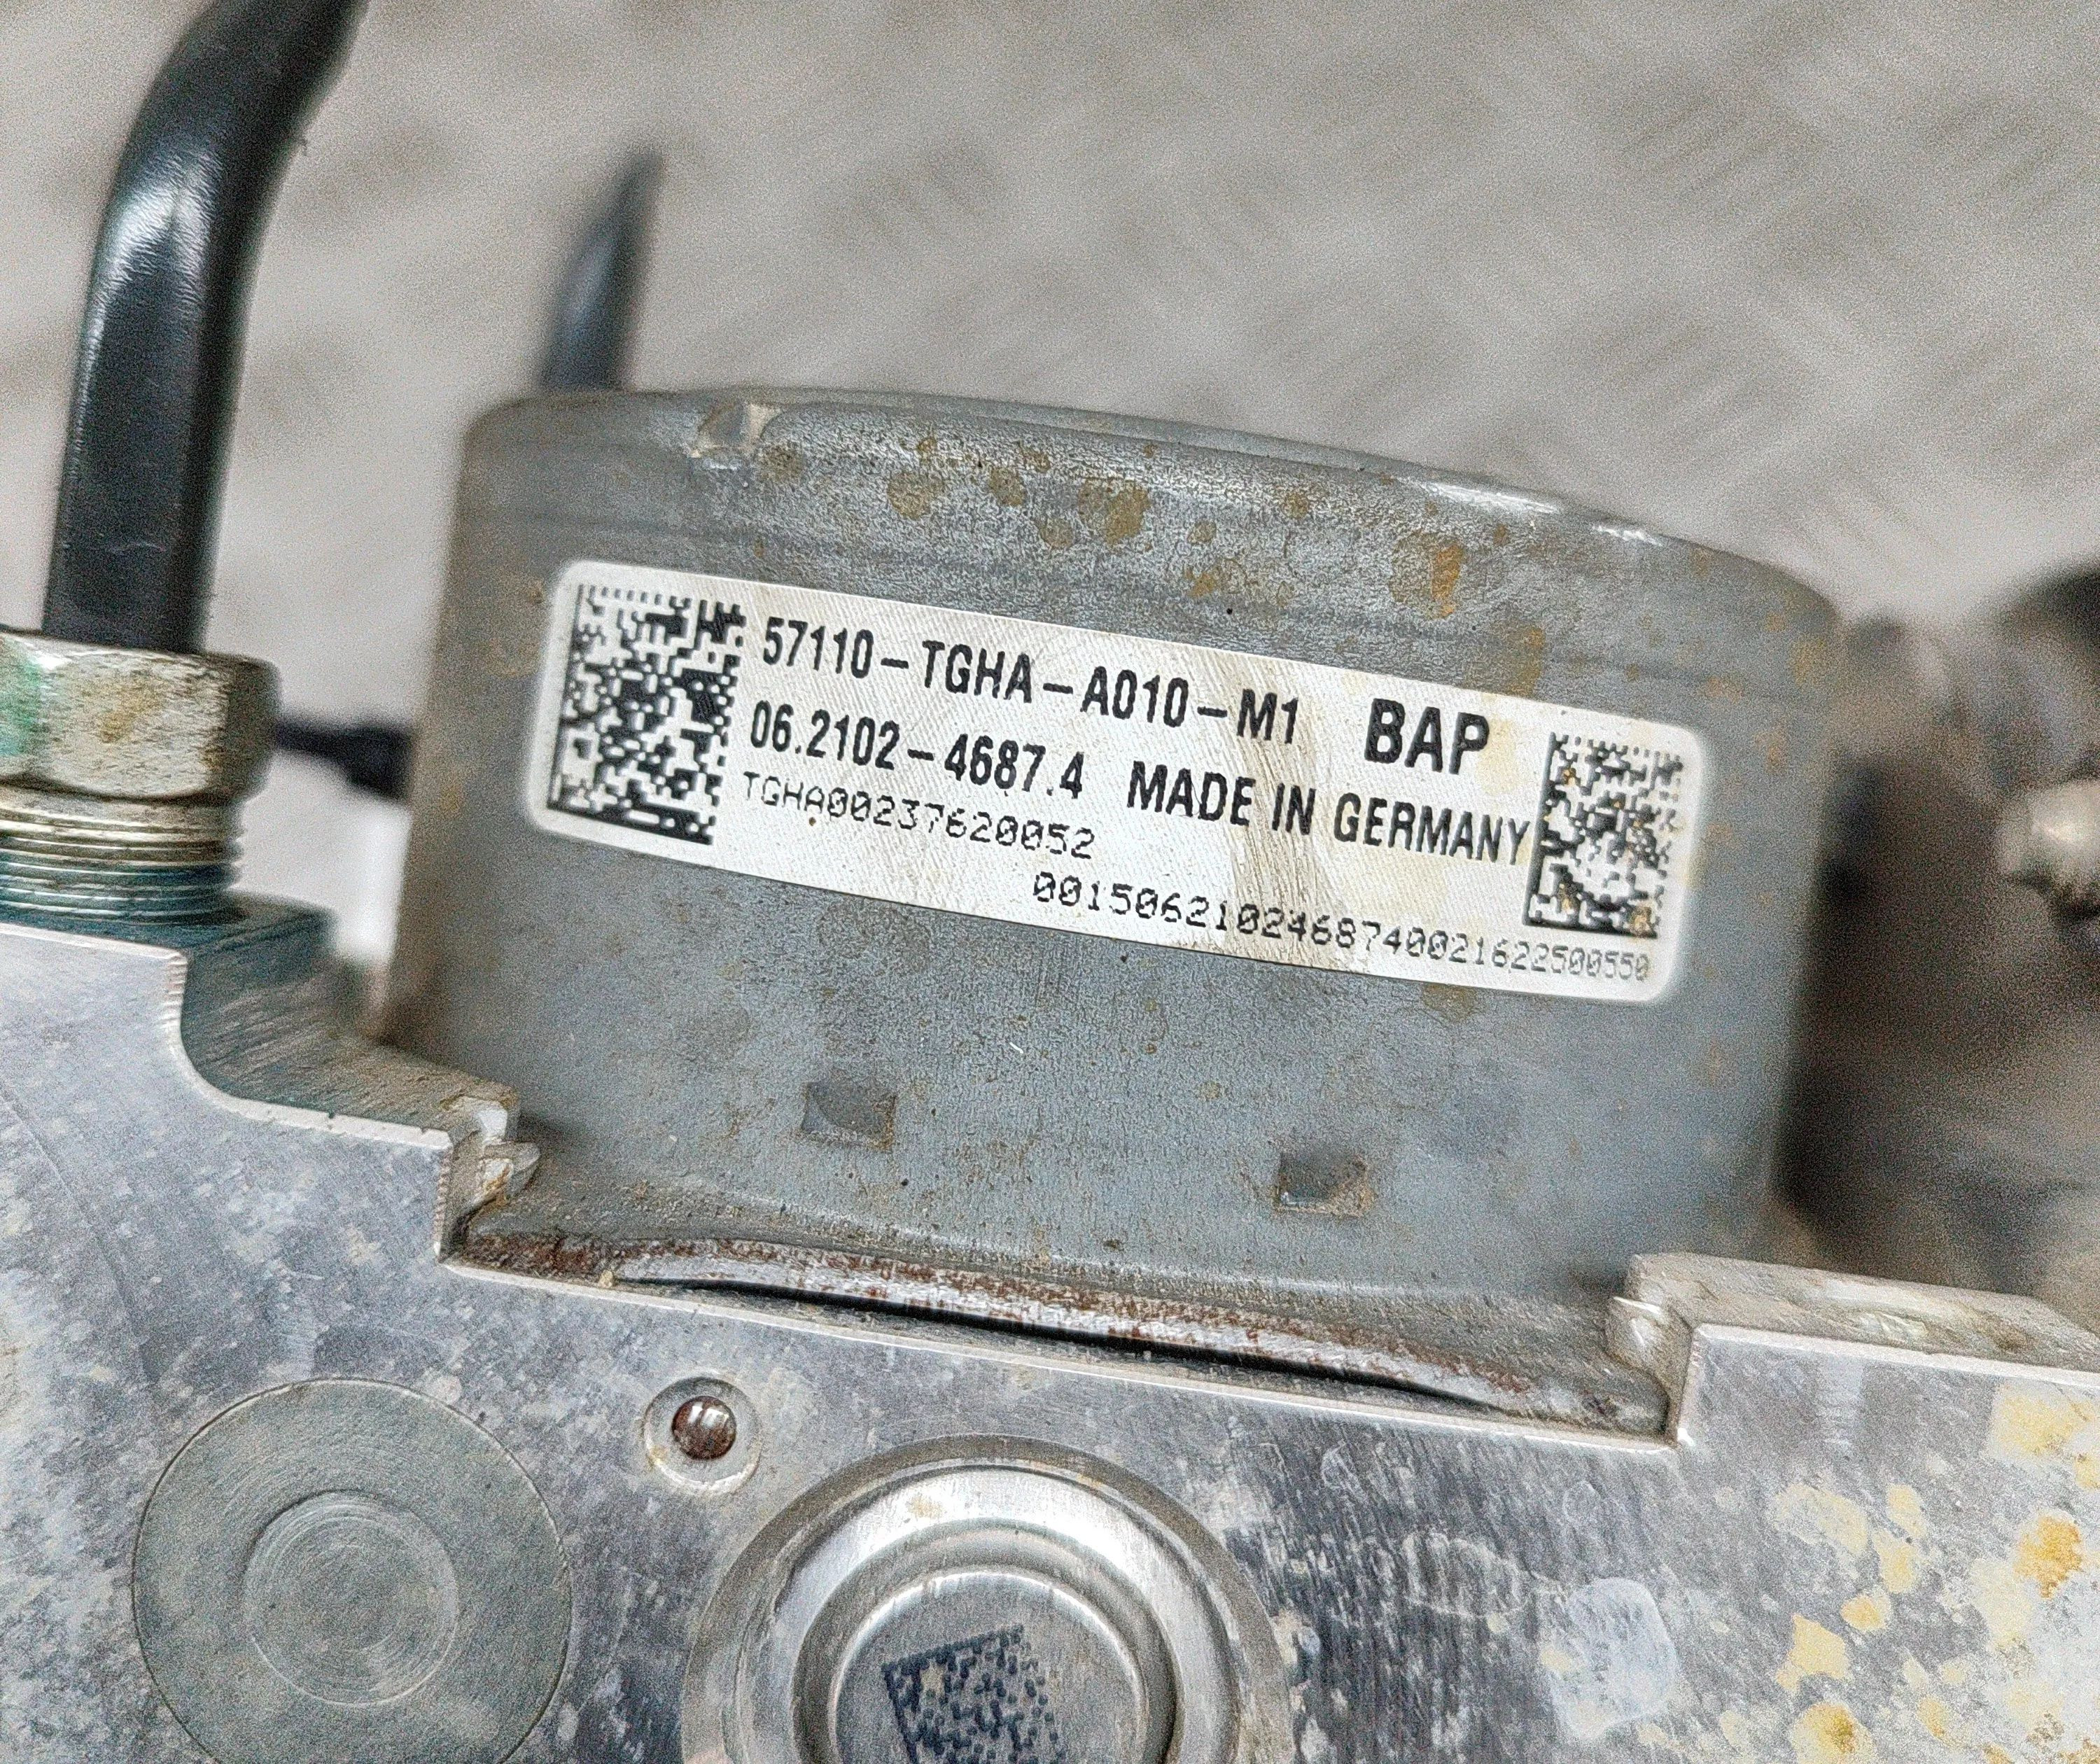 57110-TGHA-A010-M1 BAP
06.2102-4687.4 MADE IN GERMANY
TGHA00237620052
0015062102468740021622500550